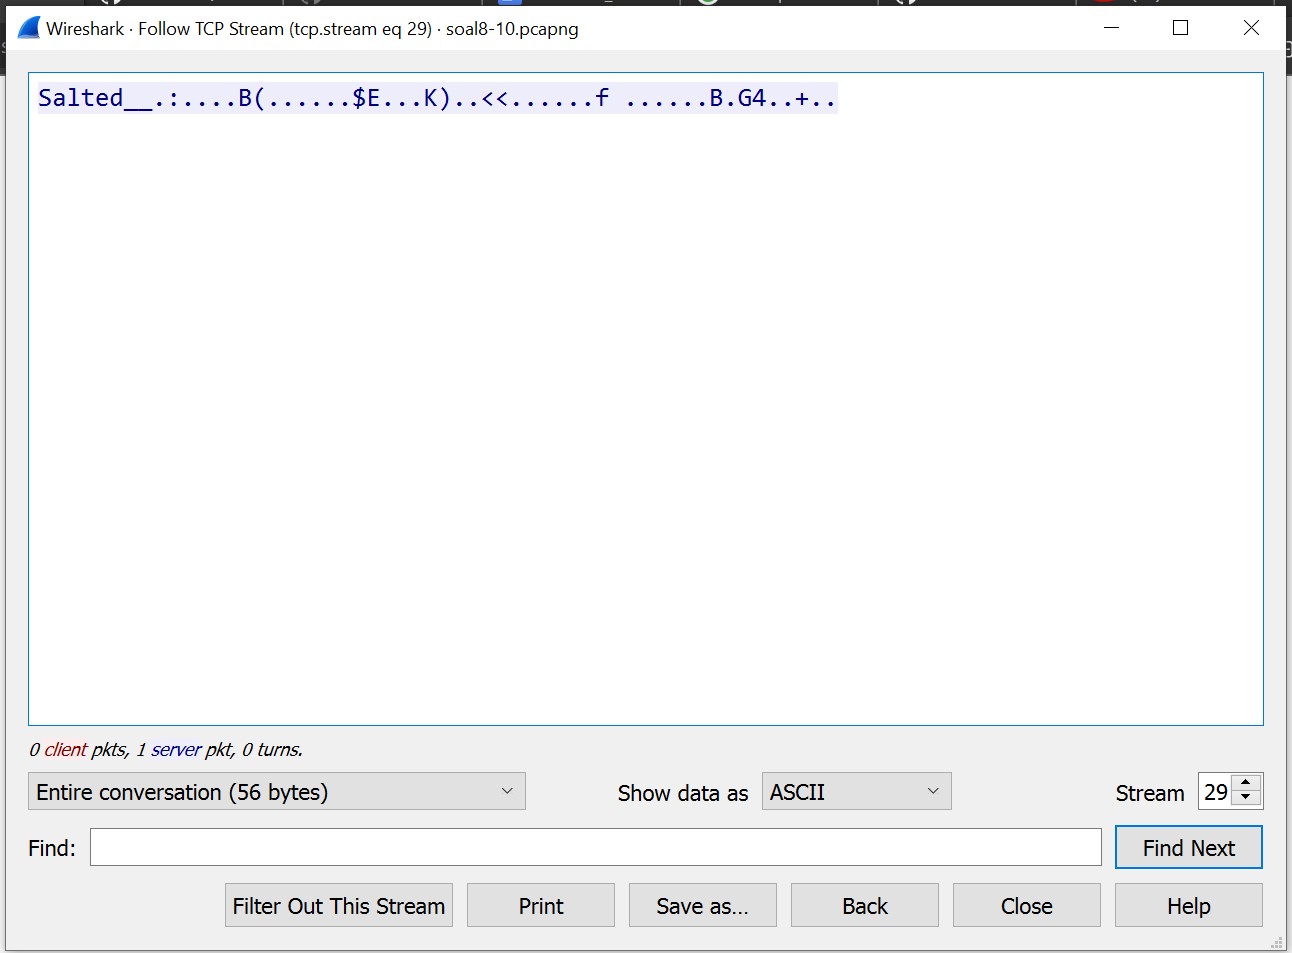 Wireshark · Follow TCP Stream (tcp.stream eq 29) · soal8-10.pcapng
Salted__.:....B(......$E...K)..<<......f ......B.G4..+..
0 client pkts, 1 server pkt, 0 turns.
Entire conversation (56 bytes) Show data as ASCII Stream 29
Find: Find Next
Filter Out This Stream Print Save as... Back Close Help